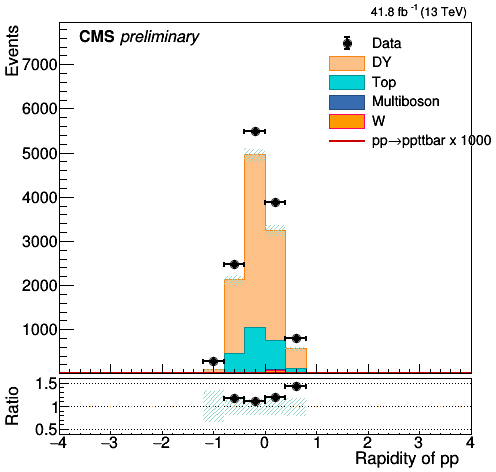 41.8 fb⁻¹ (13 TeV)
CMS preliminary
Events
7000
6000
5000
4000
3000
2000
1000
Data
DY
Top
Multiboson
W
pp→ppttbar x 1000
Ratio
1.5
1
0.5
−4 −3 −2 −1 0 1 2 3 4
Rapidity of pp